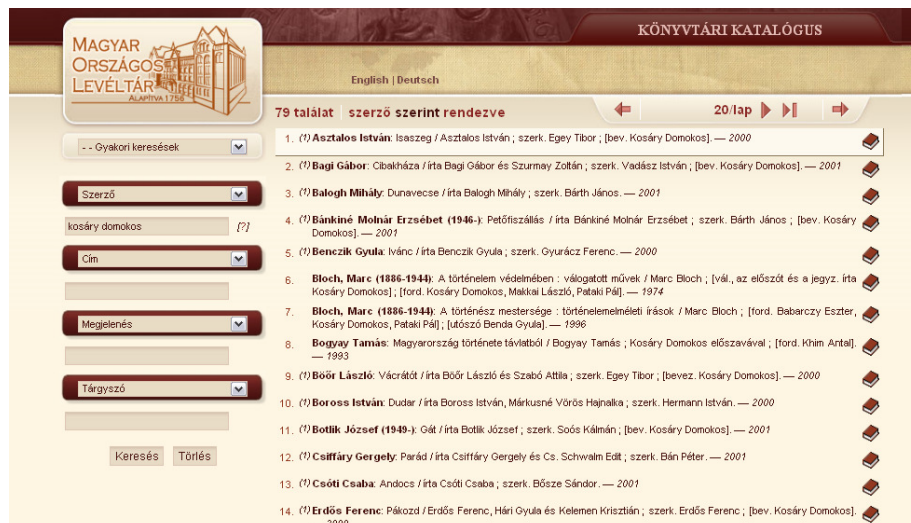 KÖNYVTÁRI KATALÓGUS
MAGYAR
ORSZÁGOS
LEVÉLTÁR
ALAPÍTVA 1756
English | Deutsch
79 találat szerző szerint rendezve 20/lap
- - Gyakori keresések
Szerző
kosáry domokos [?]
Cím
Megjelenés
Tárgyszó
Keresés Törlés
1. (1) Asztalos István: Isaszeg / Asztalos István ; szerk. Egey Tibor ; [bev. Kosáry Domokos]. — 2000
2. (1) Bagi Gábor: Cibakháza / írta Bagi Gábor és Szurmay Zoltán ; szerk. Vadász István ; [bev. Kosáry Domokos]. — 2001
3. (1) Balogh Mihály: Dunavecse / írta Balogh Mihály ; szerk. Bárth János. — 2001
4. (1) Bánkiné Molnár Erzsébet (1946-): Petőfiszállás / írta Bánkiné Molnár Erzsébet ; szerk. Bárth János ; [bev. Kosáry
Domokos]. — 2001
5. (1) Benczik Gyula: Ivánc / írta Benczik Gyula ; szerk. Gyurácz Ferenc. — 2000
6. Bloch, Marc (1886-1944): A történelem védelmében : válogatott művek / Marc Bloch ; [vál., az előszót és a jegyz. írta
Kosáry Domokos] ; [ford. Kosáry Domokos, Makkai László, Pataki Pál]. — 1974
7. Bloch, Marc (1886-1944): A történész mestersége : történelemelméleti írások / Marc Bloch ; [ford. Babarczy Eszter,
Kosáry Domokos, Pataki Pál] ; [utószó Benda Gyula]. — 1996
8. Bogyay Tamás: Magyarország története távlatból / Bogyay Tamás ; Kosáry Domokos előszavával ; [ford. Khim Antal].
— 1993
9. (1) Böör László: Vácrátót / írta Böőr László és Szabó Attila ; szerk. Egey Tibor ; [bevez. Kosáry Domokos]. — 2000
10. (1) Boross István: Dudar / írta Boross István, Márkusné Vörös Hajnalka ; szerk. Hermann István. — 2000
11. (1) Botlik József (1949-): Gát / írta Botlik József ; szerk. Soós Kálmán ; [bev. Kosáry Domokos]. — 2001
12. (1) Csiffáry Gergely: Parád / írta Csiffáry Gergely és Cs. Schwalm Edit ; szerk. Bán Péter. — 2001
13. (1) Csóti Csaba: Andocs / írta Csóti Csaba ; szerk. Bősze Sándor. — 2001
14. (1) Erdős Ferenc: Pákozd / Erdős Ferenc, Hári Gyula és Kelemen Krisztián ; szerk. Erdős Ferenc ; [bev. Kosáry Domokos].